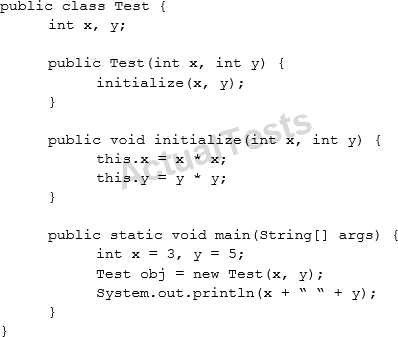 public class Test {
int x, y;
public Test(int x, int y) {
initialize(x, y);
}
public void initialize(int x, int y) {
this.x = x * x;
this.y = y * y;
}
public static void main(String[] args) {
int x = 3, y = 5;
Test obj = new Test(x, y);
System.out.println(x + “ “ + y);
}
}
ActualTests